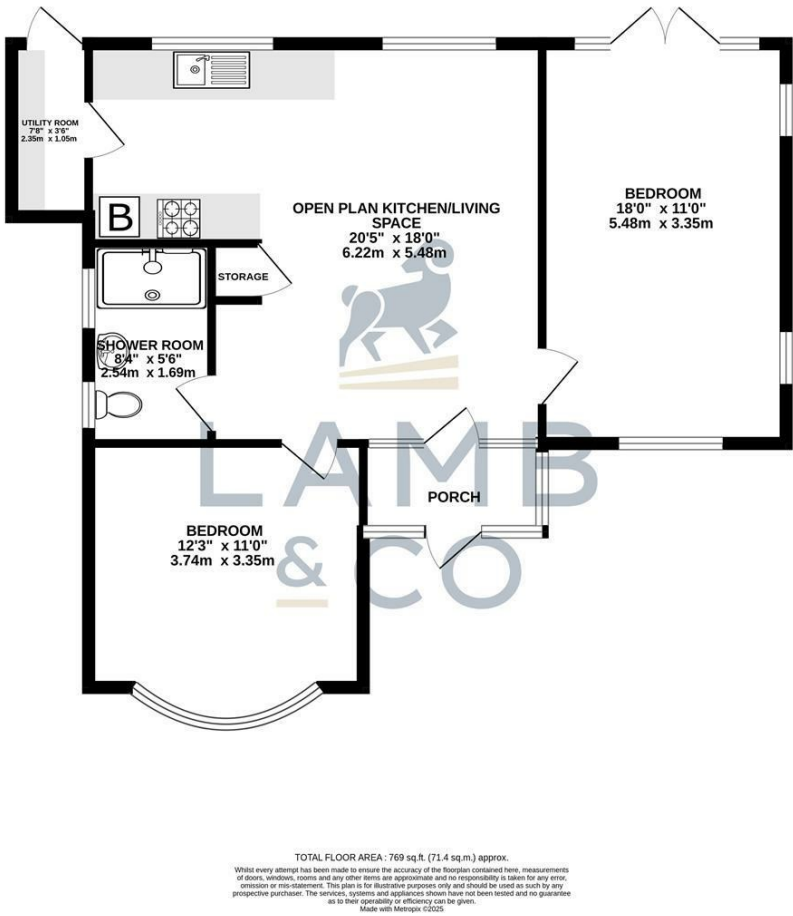 UTILITY ROOM
7'8" x 3'6"
2.35m x 1.05m
B
OPEN PLAN KITCHEN/LIVING
SPACE
20'5" x 18'0"
6.22m x 5.48m
BEDROOM
18'0" x 11'0"
5.48m x 3.35m
STORAGE
SHOWER ROOM
8'4" x 5'6"
2.54m x 1.69m
LAMB
& CO
PORCH
BEDROOM
12'3" x 11'0"
3.74m x 3.35m
TOTAL FLOOR AREA : 769 sq.ft. (71.4 sq.m.) approx.
Whilst every attempt has been made to ensure the accuracy of the floorplan contained here, measurements
of doors, windows, rooms and any other items are approximate and no responsibility is taken for any error,
omission or mis-statement. This plan is for illustrative purposes only and should be used as such by any
prospective purchaser. The services, systems and appliances shown have not been tested and no guarantee
as to their operability or efficiency can be given.
Made with Metropix ©2025